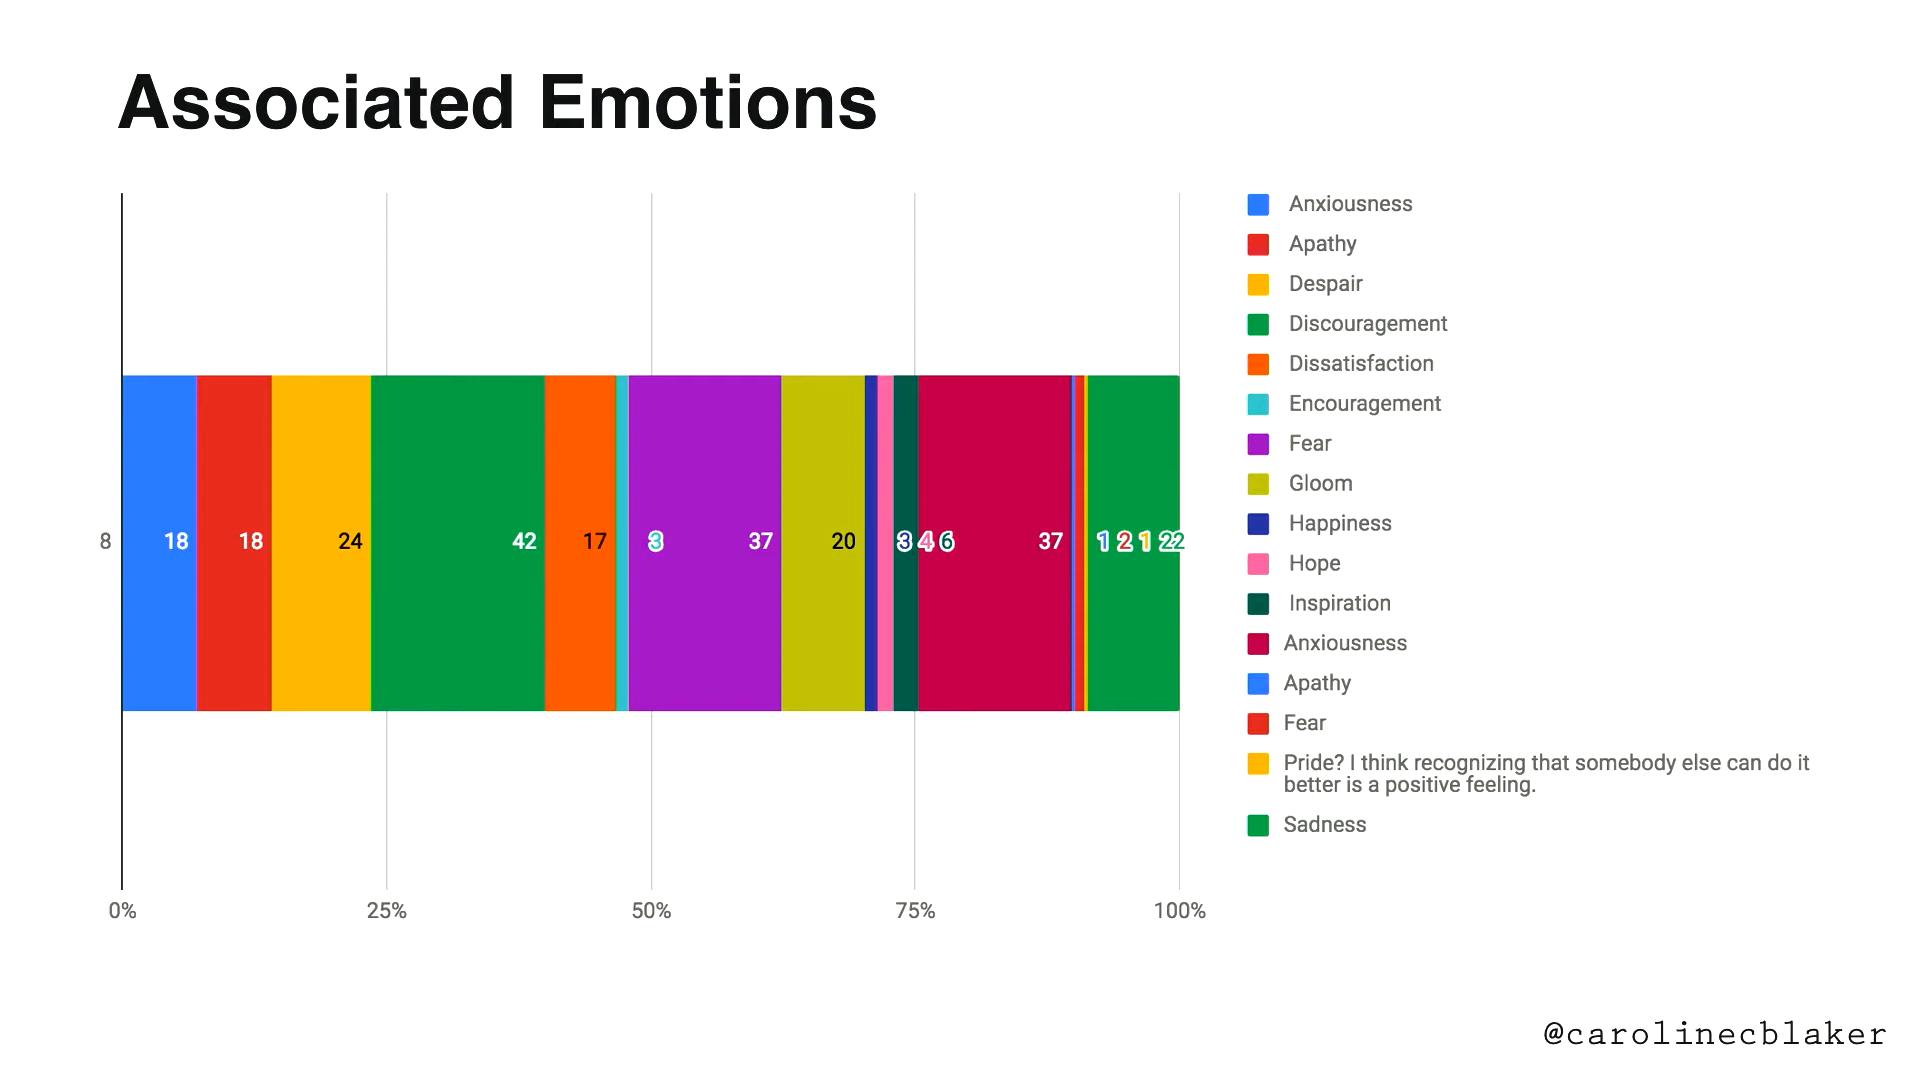 Associated Emotions
8 18 18 24 42 17 3 37 20 3 4 6 37 1 2 1 22
0% 25% 50% 75% 100%
Anxiousness
Apathy
Despair
Discouragement
Dissatisfaction
Encouragement
Fear
Gloom
Happiness
Hope
Inspiration
Anxiousness
Apathy
Fear
Pride? I think recognizing that somebody else can do it
better is a positive feeling.
Sadness
@carolinecblaker